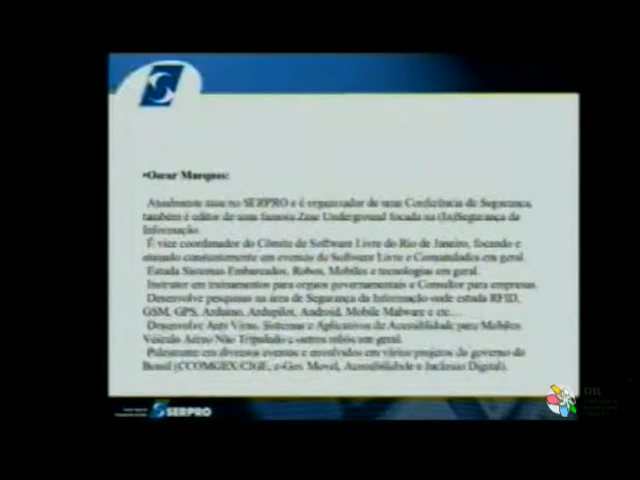 •Oscar Marques:
Atualmente atua no SERPRO e é organizador de uma Conferência de Segurança,
também é editor de uma famosa Zine Underground focada na (In)Segurança da
Informação.
É vice coordenador do Cômite de Software Livre do Rio de Janeiro, focando e
atuando constantemente em eventos de Software Livre e Comunidades em geral.
Estuda Sistemas Embarcados, Robos, Mobiles e tecnologias em geral.
Instrutor em treinamentos para orgãos governamentais e Consultor para empresas.
Desenvolve pesquisas na área de Segurança da Informação onde estuda RFID,
GSM, GPS, Arduino, Ardupilot, Android, Mobile Malware e etc...
Desenvolve Anti Virus, Sistemas e Aplicativos de Acessibilidade para Mobiles
Veículo Aéreo Não Tripulado e outros robôs em geral.
Palestrante em diversos eventos e envolvidos em vários projetos do governo do
Brasil (CCOMGEX/CIGE, e-Gov Movel, Acessibilidade e Inclusão Digital).
SERPRO